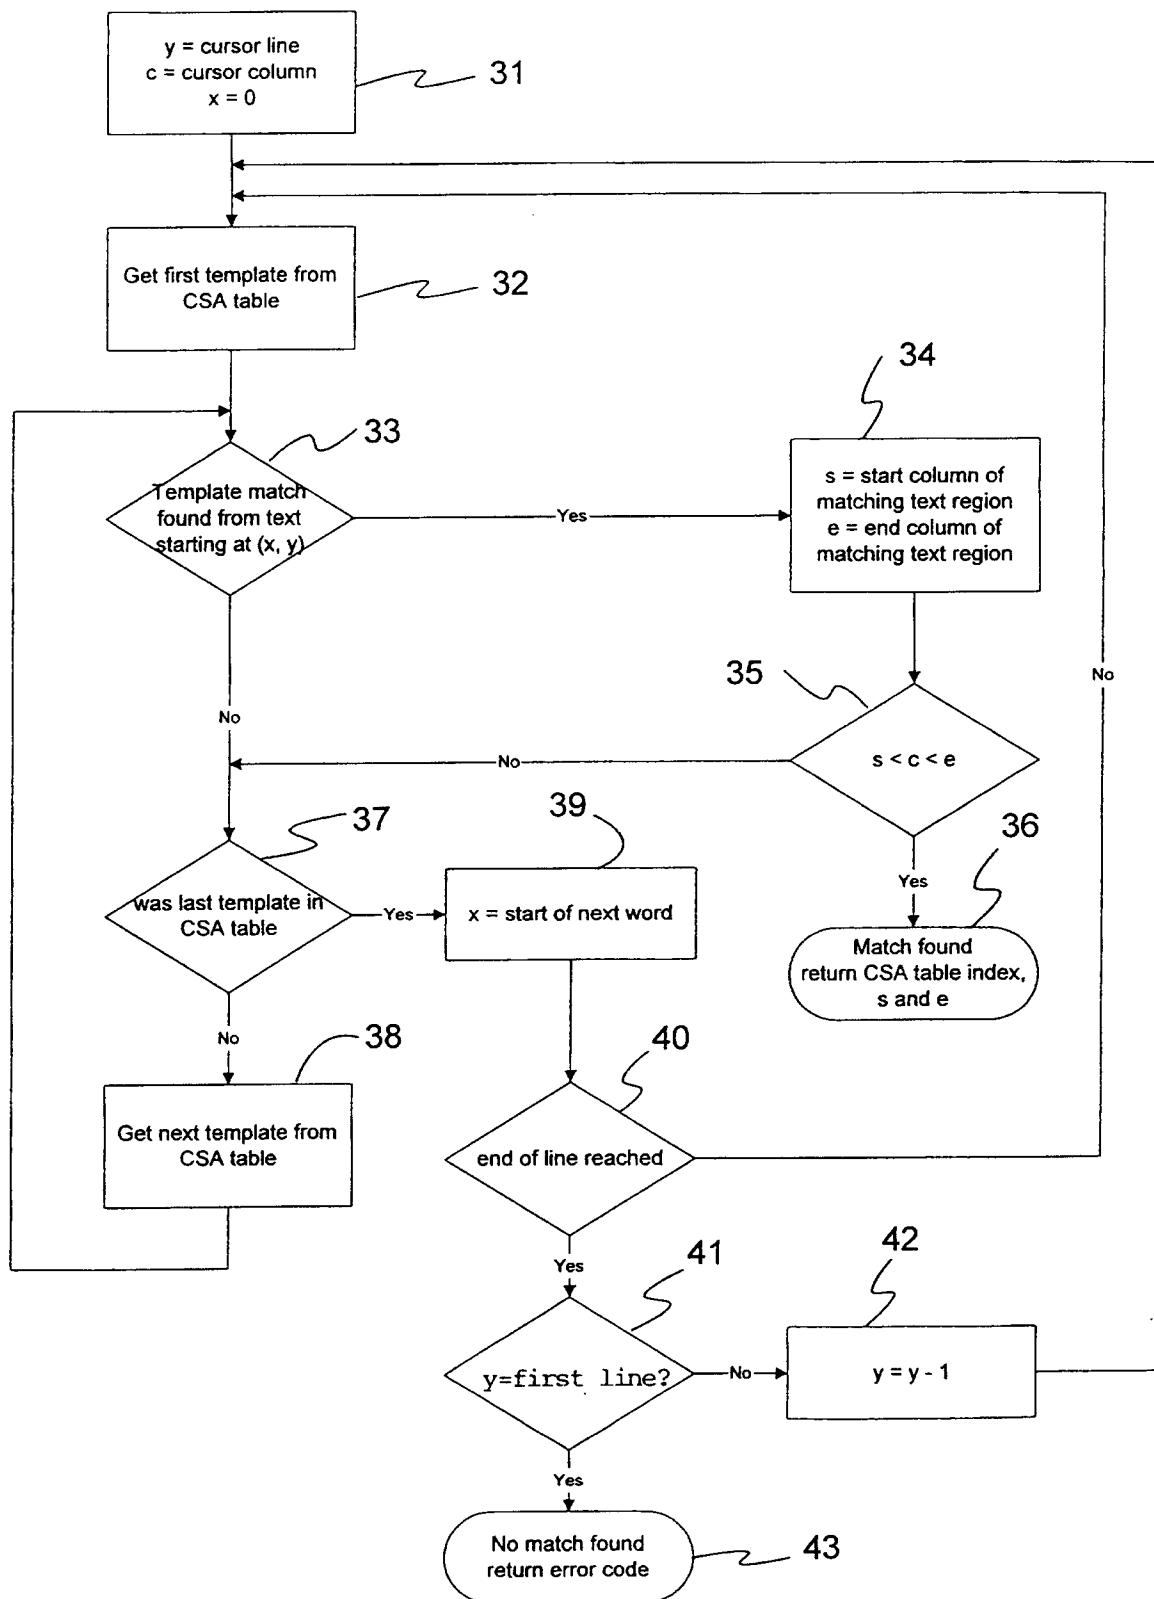 y = cursor line
c = cursor column
x = 0
31
Get first template from
CSA table
32
33
Template match
found from text
starting at (x, y)
Yes
34
s = start column of
matching text region
e = end column of
matching text region
No
35
s < c < e
No
No
37
was last template in
CSA table
Yes
39
x = start of next word
Yes
36
Match found
return CSA table index,
s and e
No
38
Get next template from
CSA table
40
end of line reached
Yes
41
y=first line?
No
42
y = y - 1
Yes
No match found
return error code
43